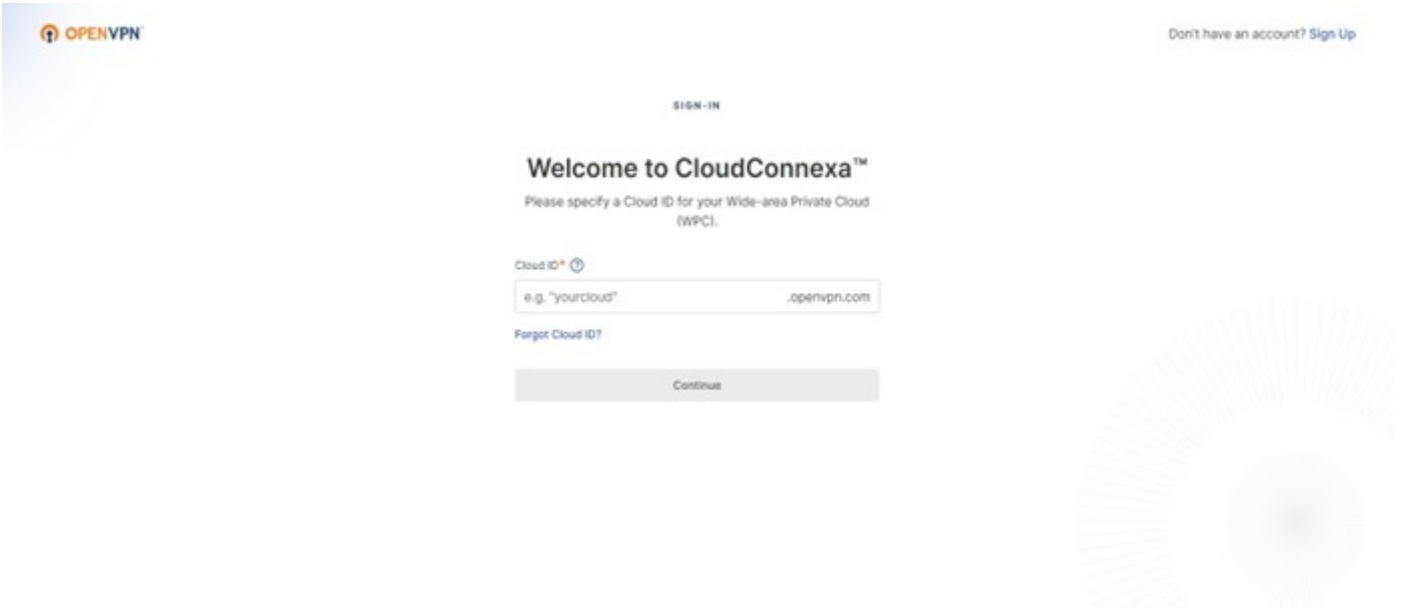 OPENVPN
Don't have an account? Sign Up
SIGN-IN
Welcome to CloudConnexa™
Please specify a Cloud ID for your Wide-area Private Cloud
(WPC).
Cloud ID*
e.g. "yourcloud" .openvpn.com
Forgot Cloud ID?
Continue